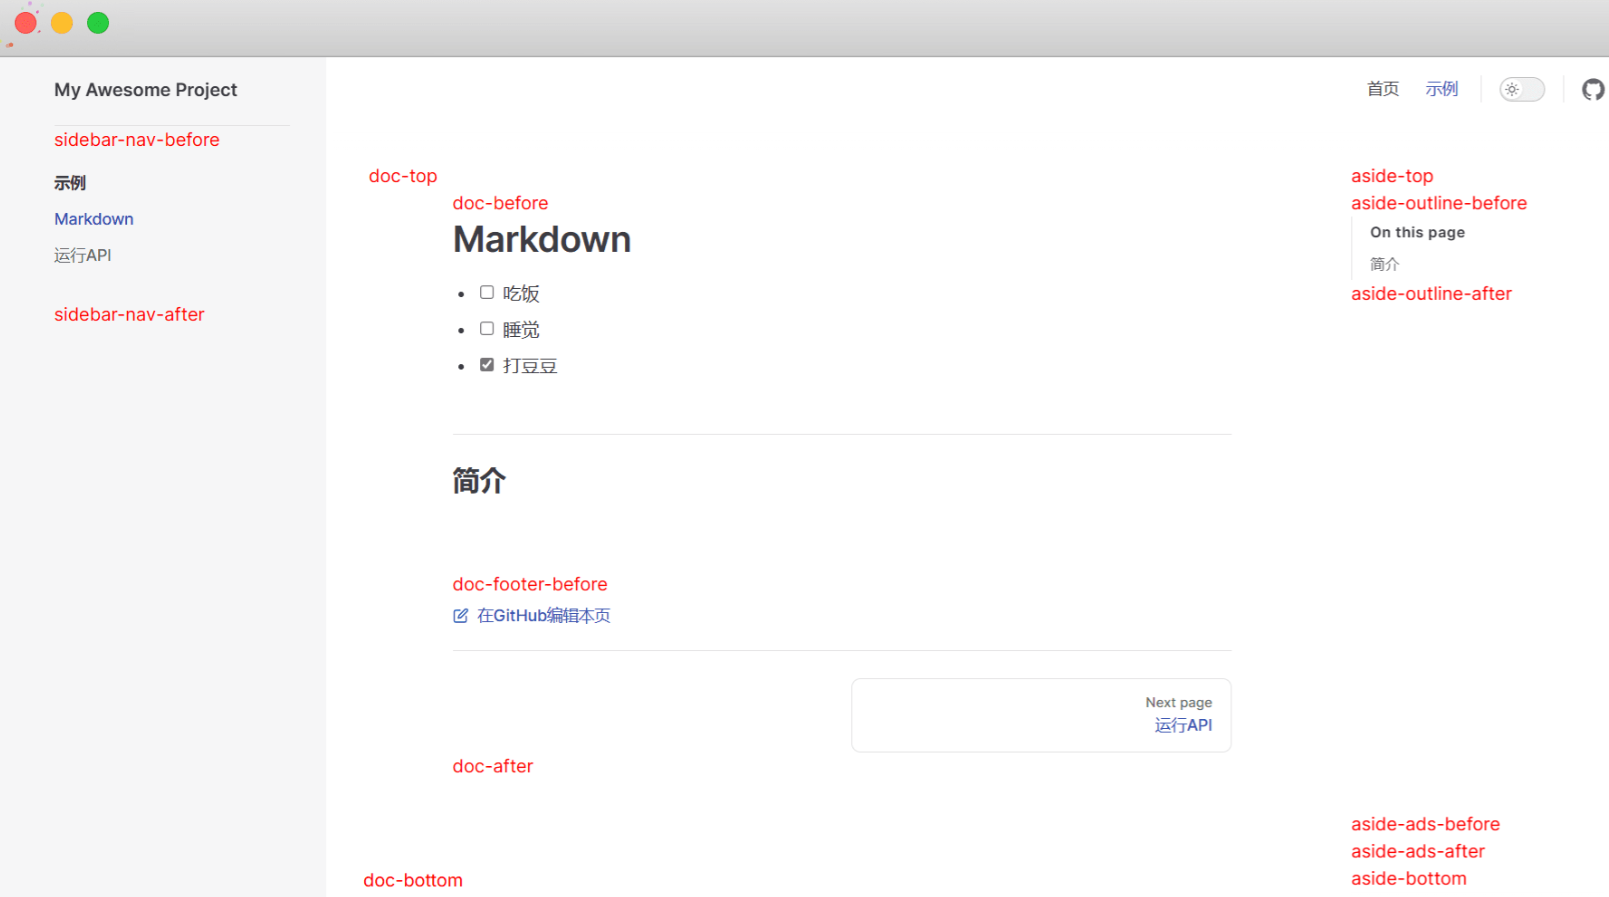 My Awesome Project
首页 示例
sidebar-nav-before
示例
Markdown
运行API
sidebar-nav-after
doc-top
doc-before
Markdown
吃饭
睡觉
打豆豆
简介
doc-footer-before
在GitHub编辑本页
Next page
运行API
doc-after
doc-bottom
aside-top
aside-outline-before
On this page
简介
aside-outline-after
aside-ads-before
aside-ads-after
aside-bottom